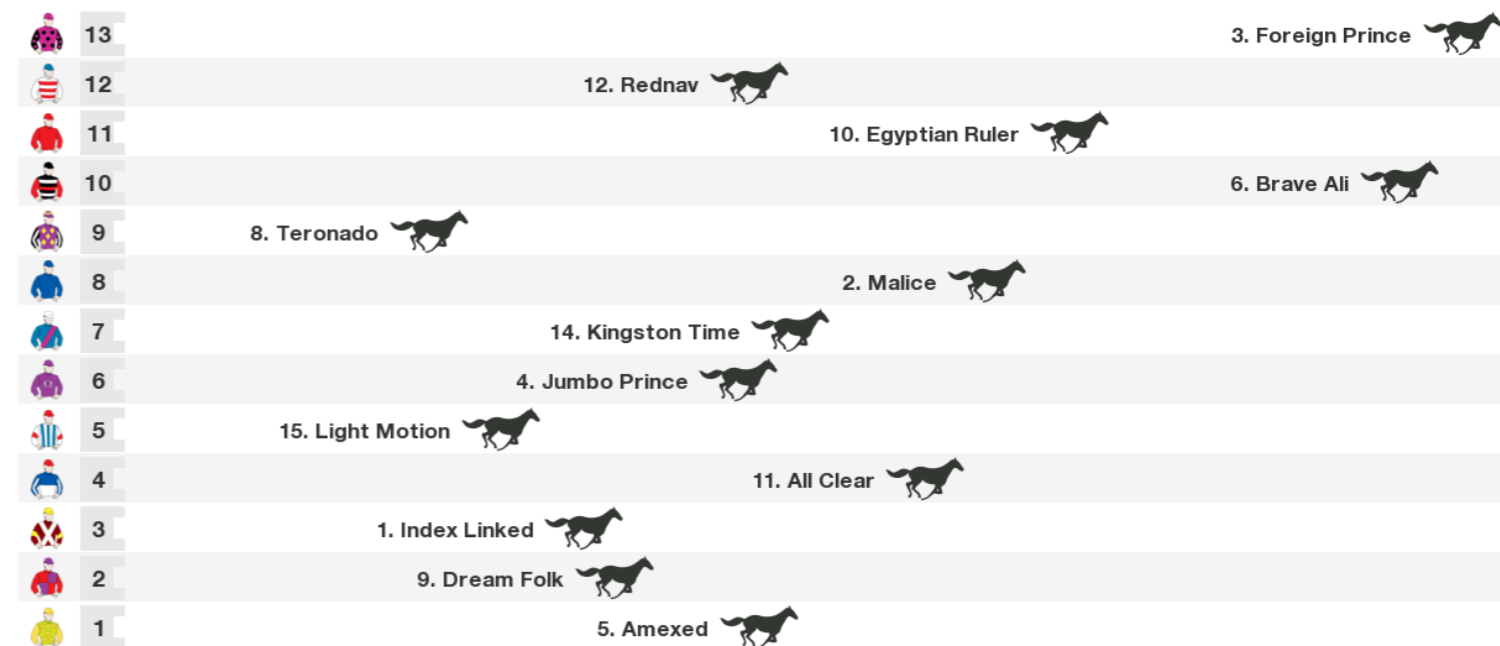 13 3. Foreign Prince
12 12. Rednav
11 10. Egyptian Ruler
10 6. Brave Ali
9 8. Teronado
8 2. Malice
7 14. Kingston Time
6 4. Jumbo Prince
5 15. Light Motion
4 11. All Clear
3 1. Index Linked
2 9. Dream Folk
1 5. Amexed